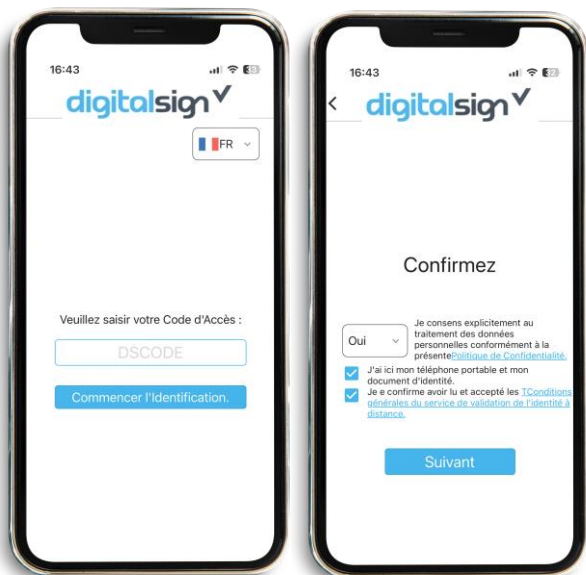 16:43
digitalsign
FR
Veuillez saisir votre Code d'Accès :
DSCODE
Commencer l'Identification.
16:43
digitalsign
Confirmez
Oui
Je consens explicitement au
traitement des données
personnelles conformément à la
présentePolitique de Confidentialité.
J'ai ici mon téléphone portable et mon
document d'identité.
Je e confirme avoir lu et accepté les TConditions
générales du service de validation de l'identité à
distance.
Suivant